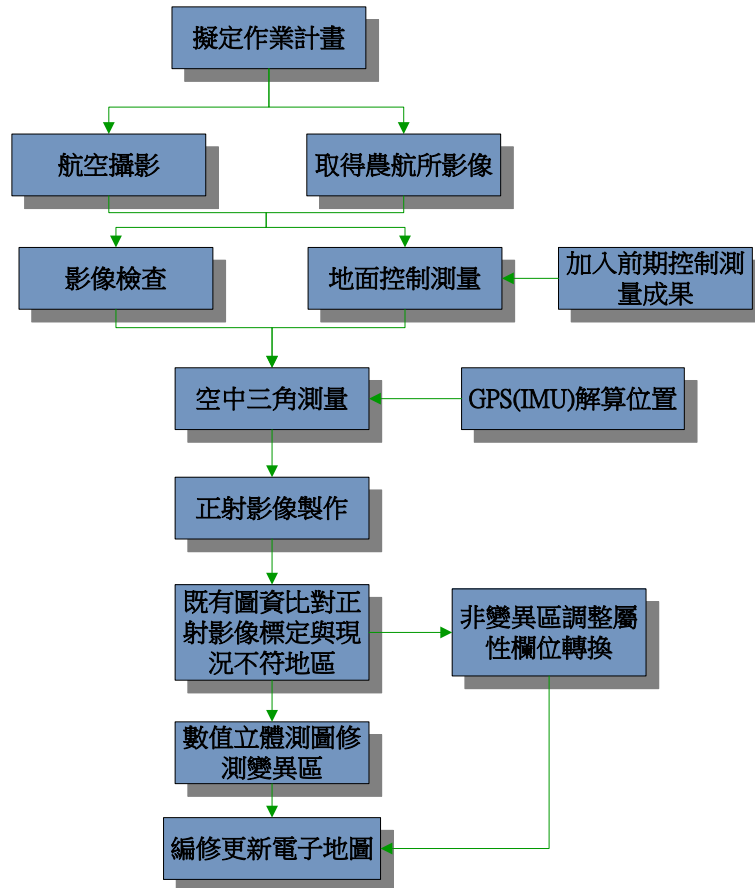 擬定作業計畫
航空攝影
取得農航所影像
影像檢查
地面控制測量
加入前期控制測
量成果
空中三角測量
GPS(IMU)解算位置
正射影像製作
既有圖資比對正
射影像標定與現
況不符地區
非變異區調整屬
性欄位轉換
數值立體測圖修
測變異區
編修更新電子地圖